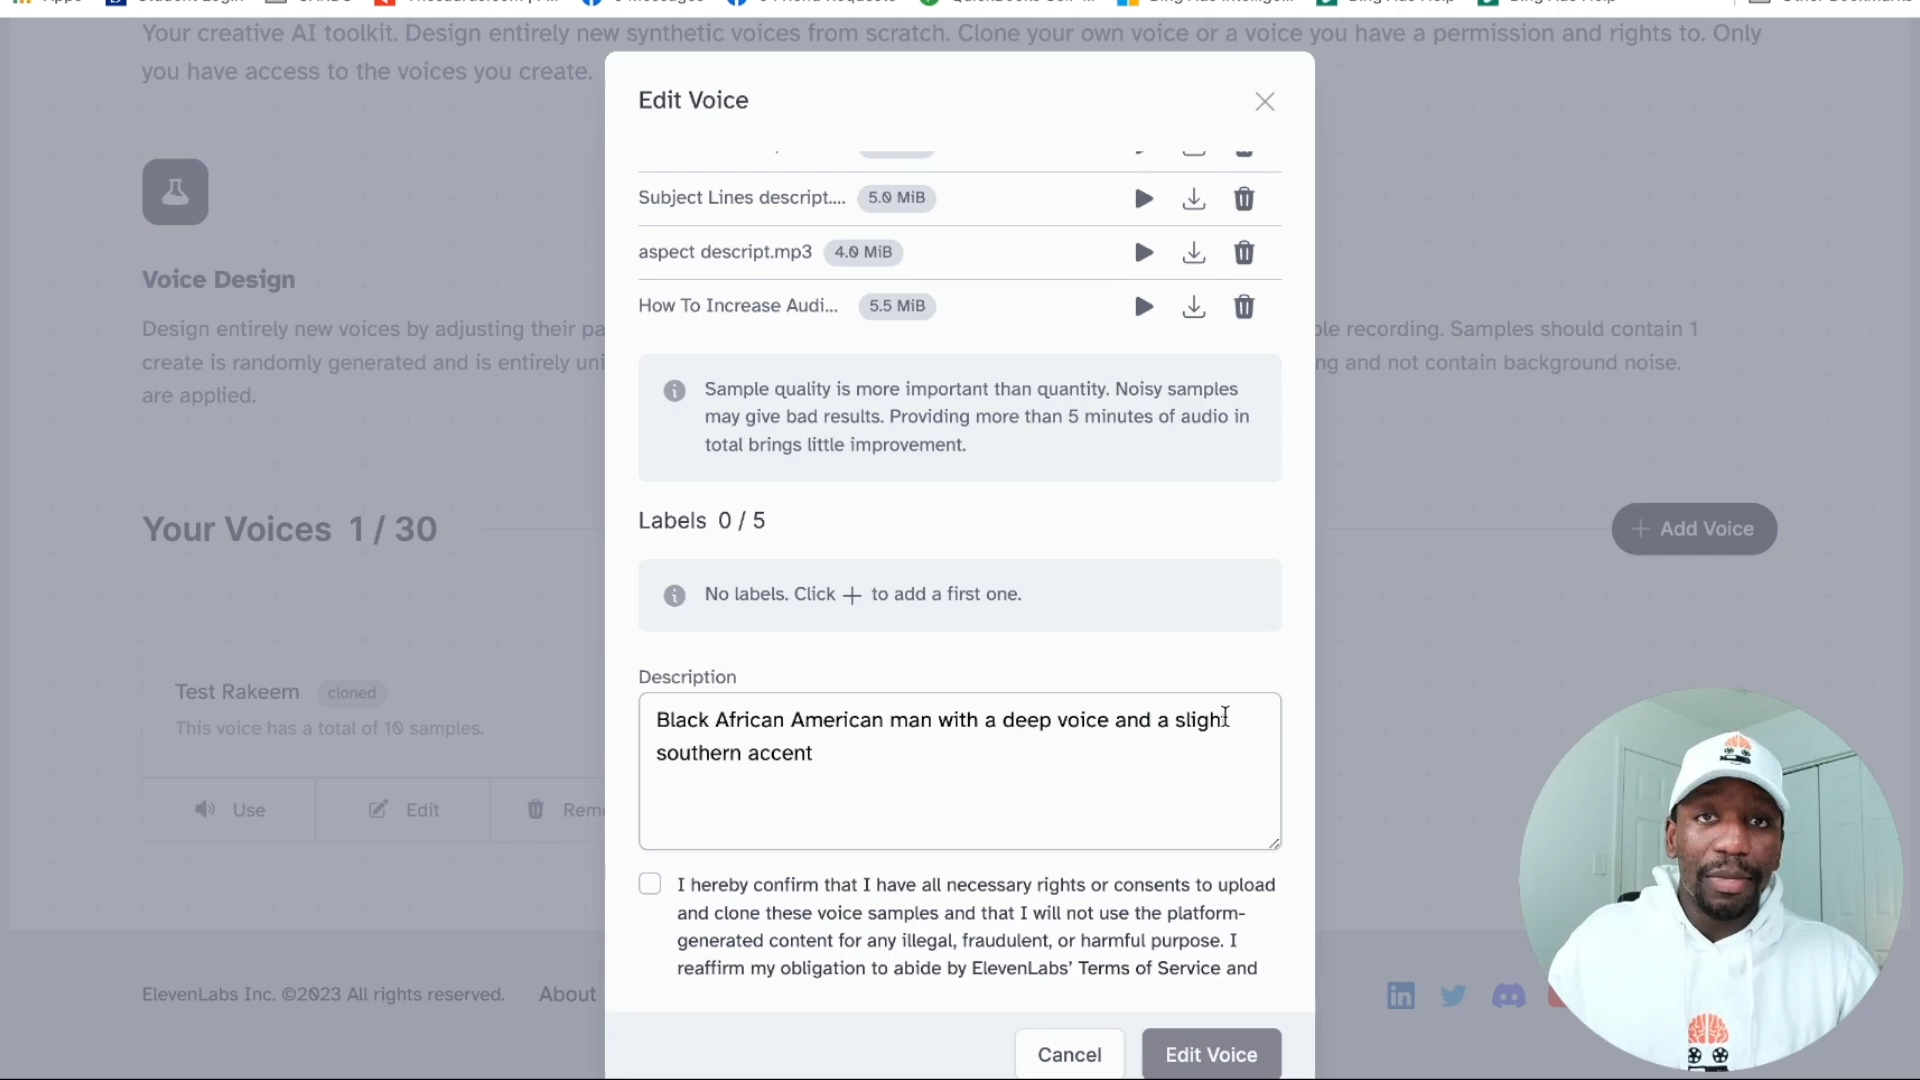 Your creative AI toolkit. Design entirely new synthetic voices from scratch. Clone your own voice or a voice you have a permission and rights to. Only
you have access to the voices you create.
Edit Voice
Subject Lines descript.... 5.0 MiB
aspect descript.mp3 4.0 MiB
How To Increase Audi... 5.5 MiB
Voice Design
Design entirely new voices by adjusting their pa
create is randomly generated and is entirely uni
are applied.
ple recording. Samples should contain 1
ng and not contain background noise.
Sample quality is more important than quantity. Noisy samples
may give bad results. Providing more than 5 minutes of audio in
total brings little improvement.
Labels 0 / 5
No labels. Click + to add a first one.
Your Voices 1 / 30
+ Add Voice
Test Rakeem cloned
This voice has a total of 10 samples.
Use Edit Rem
Description
Black African American man with a deep voice and a slight
southern accent
I hereby confirm that I have all necessary rights or consents to upload
and clone these voice samples and that I will not use the platform-
generated content for any illegal, fraudulent, or harmful purpose. I
reaffirm my obligation to abide by ElevenLabs' Terms of Service and
ElevenLabs Inc. ©2023 All rights reserved. About
Cancel Edit Voice